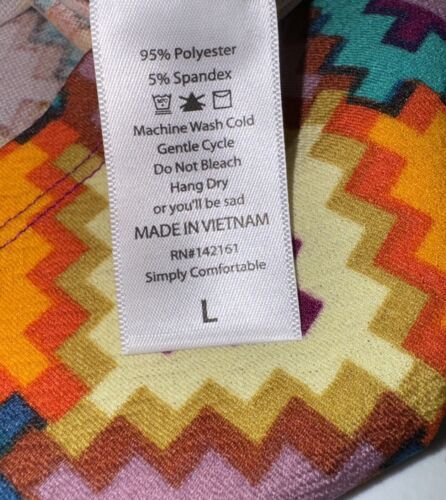 95% Polyester
5% Spandex
Machine Wash Cold
Gentle Cycle
Do Not Bleach
Hang Dry
or you'll be sad
MADE IN VIETNAM
RN#142161
Simply Comfortable
L